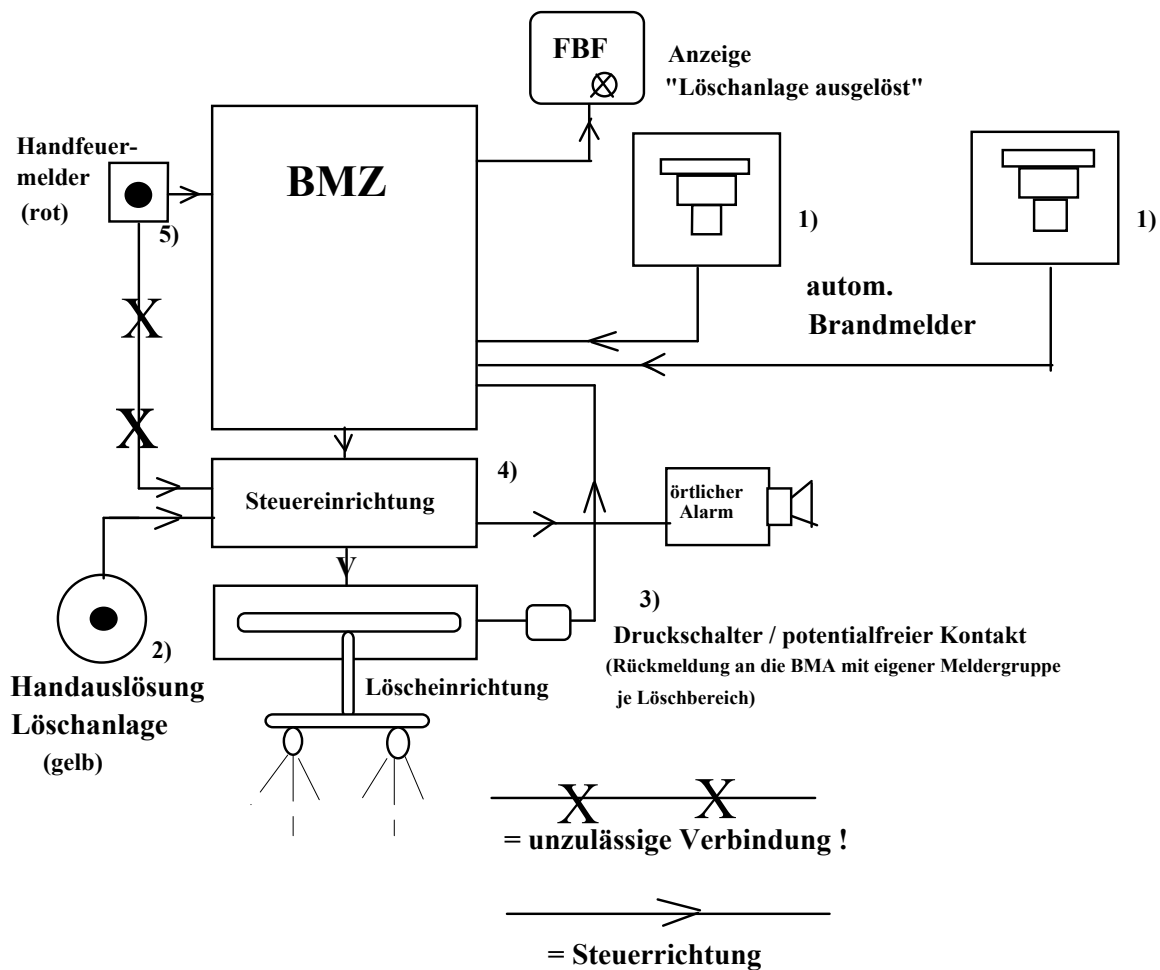 FBF
Anzeige
"Löschanlage ausgelöst"
Handfeuer-
melder
(rot)
5)
BMZ
1)
1)
autom.
Brandmelder
X
X
4)
Steuereinrichtung
örtlicher
Alarm
2)
Handauslösung
Löschanlage
(gelb)
Löscheinrichtung
3)
Druckschalter / potentialfreier Kontakt
(Rückmeldung an die BMA mit eigener Meldergruppe
je Löschbereich)
X X
= unzulässige Verbindung !
= Steuerrichtung